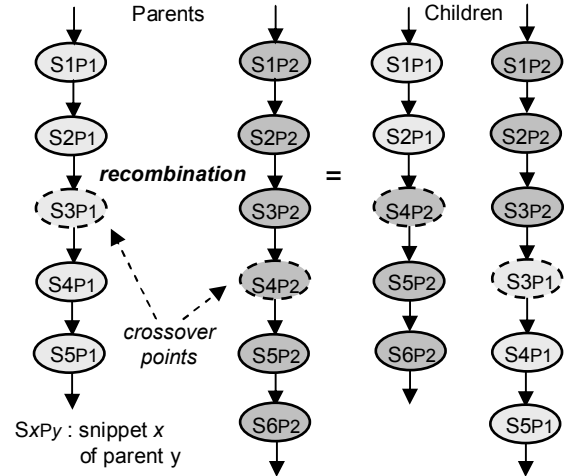 Parents Children
S1P1 S1P2 S1P1 S1P2
S2P1 S2P2 S2P1 S2P2
recombination =
S3P1 S3P2 S4P2 S3P2
S4P1 S4P2 S5P2 S3P1
crossover
points
S5P1 S5P2 S6P2 S4P1
SxPy : snippet x
of parent y
S6P2 S5P1